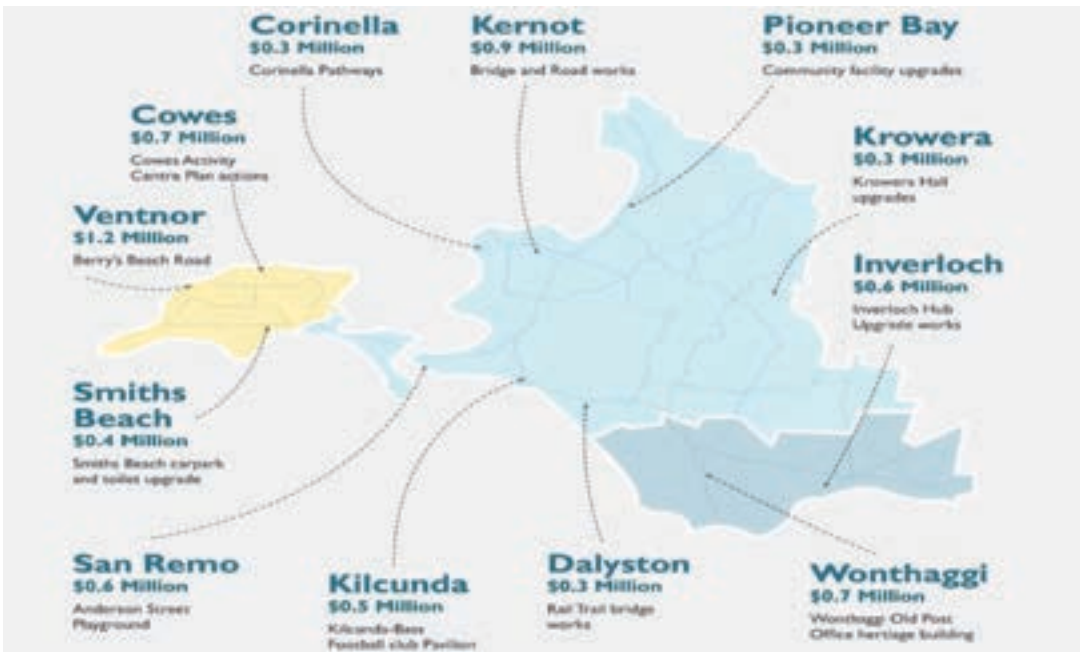 Corinella
$0.3 Million
Corinella Pathways
Kernot
$0.9 Million
Bridge and Road works
Pioneer Bay
$0.3 Million
Community facility upgrades
Cowes
$0.7 Million
Cowes Activity
Centre Plan actions
Krowera
$0.3 Million
Krowera Hall
upgrades
Ventnor
$1.2 Million
Berry's Beach Road
Inverloch
$0.6 Million
Inverloch Hub
Upgrade works
Smiths
Beach
$0.4 Million
Smiths Beach carpark
and toilet upgrade
San Remo
$0.6 Million
Anderson Street
Playground
Kilcunda
$0.5 Million
Kilcunda-Bass
Football club Pavilion
Dalyston
$0.3 Million
Rail Trail bridge
works
Wonthaggi
$0.7 Million
Wonthaggi Old Post
Office hertiage building